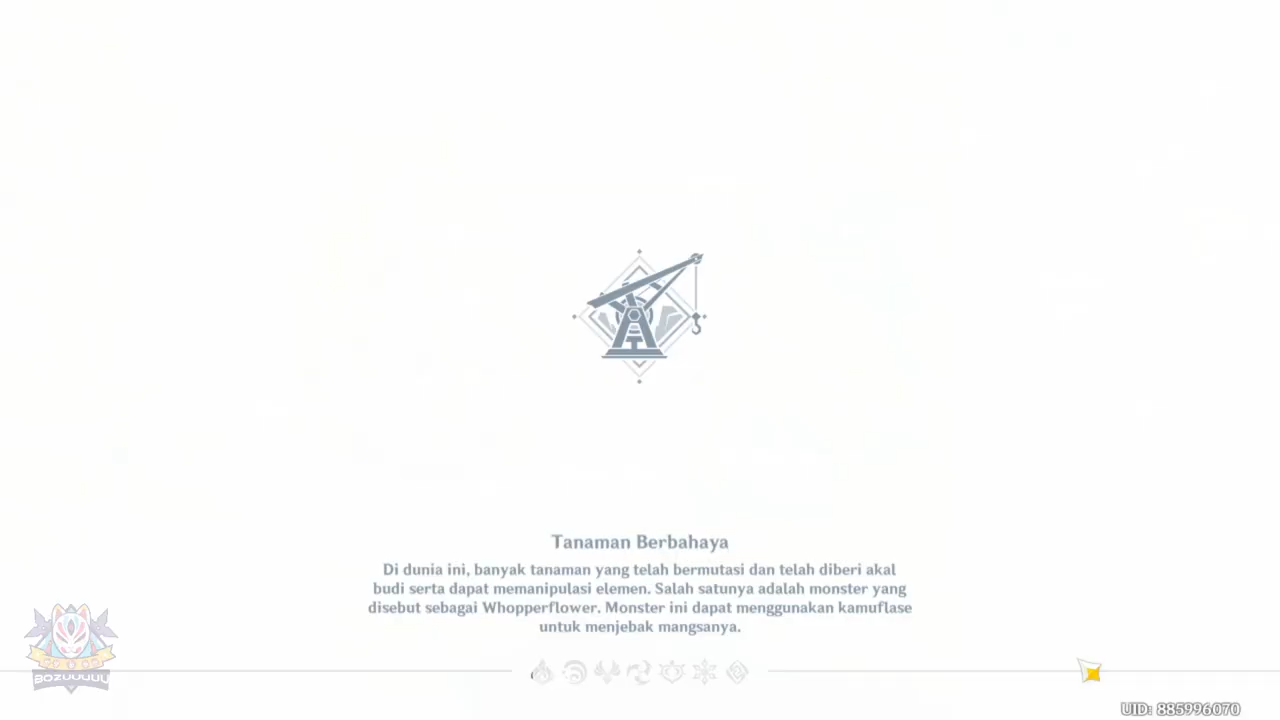 Tanaman Berbahaya
Di dunia ini, banyak tanaman yang telah bermutasi dan telah diberi akal
budi serta dapat memanipulasi elemen. Salah satunya adalah monster yang
disebut sebagai Whopperflower. Monster ini dapat menggunakan kamuflase
untuk menjebak mangsanya.
BOZUUUUU
UID: 885996070